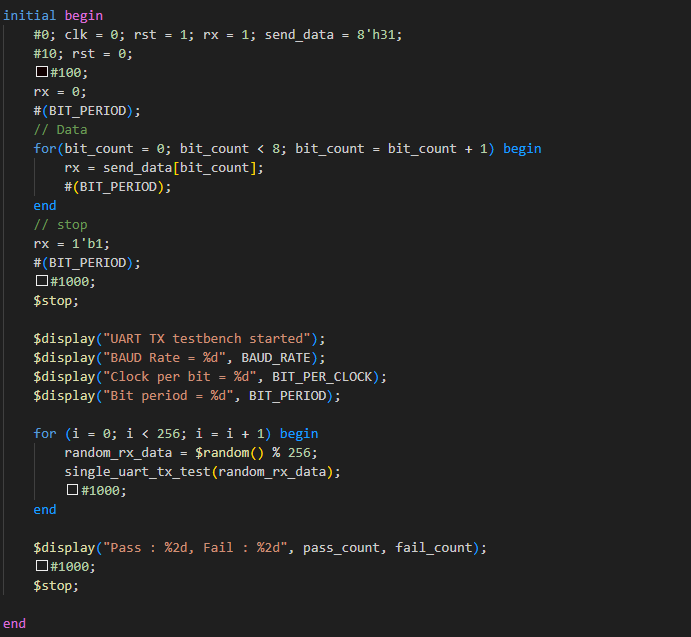 initial begin
    #0; clk = 0; rst = 1; rx = 1; send_data = 8'h31;
    #10; rst = 0;
    #100;
    rx = 0;
    #(BIT_PERIOD);
    // Data
    for(bit_count = 0; bit_count < 8; bit_count = bit_count + 1) begin
        rx = send_data[bit_count];
        #(BIT_PERIOD);
    end
    // stop
    rx = 1'b1;
    #(BIT_PERIOD);
    #1000;
    $stop;

    $display("UART TX testbench started");
    $display("BAUD Rate = %d", BAUD_RATE);
    $display("Clock per bit = %d", BIT_PER_CLOCK);
    $display("Bit period = %d", BIT_PERIOD);

    for (i = 0; i < 256; i = i + 1) begin
        random_rx_data = $random() % 256;
        single_uart_tx_test(random_rx_data);
        #1000;
    end

    $display("Pass : %2d, Fail : %2d", pass_count, fail_count);
    #1000;
    $stop;

end